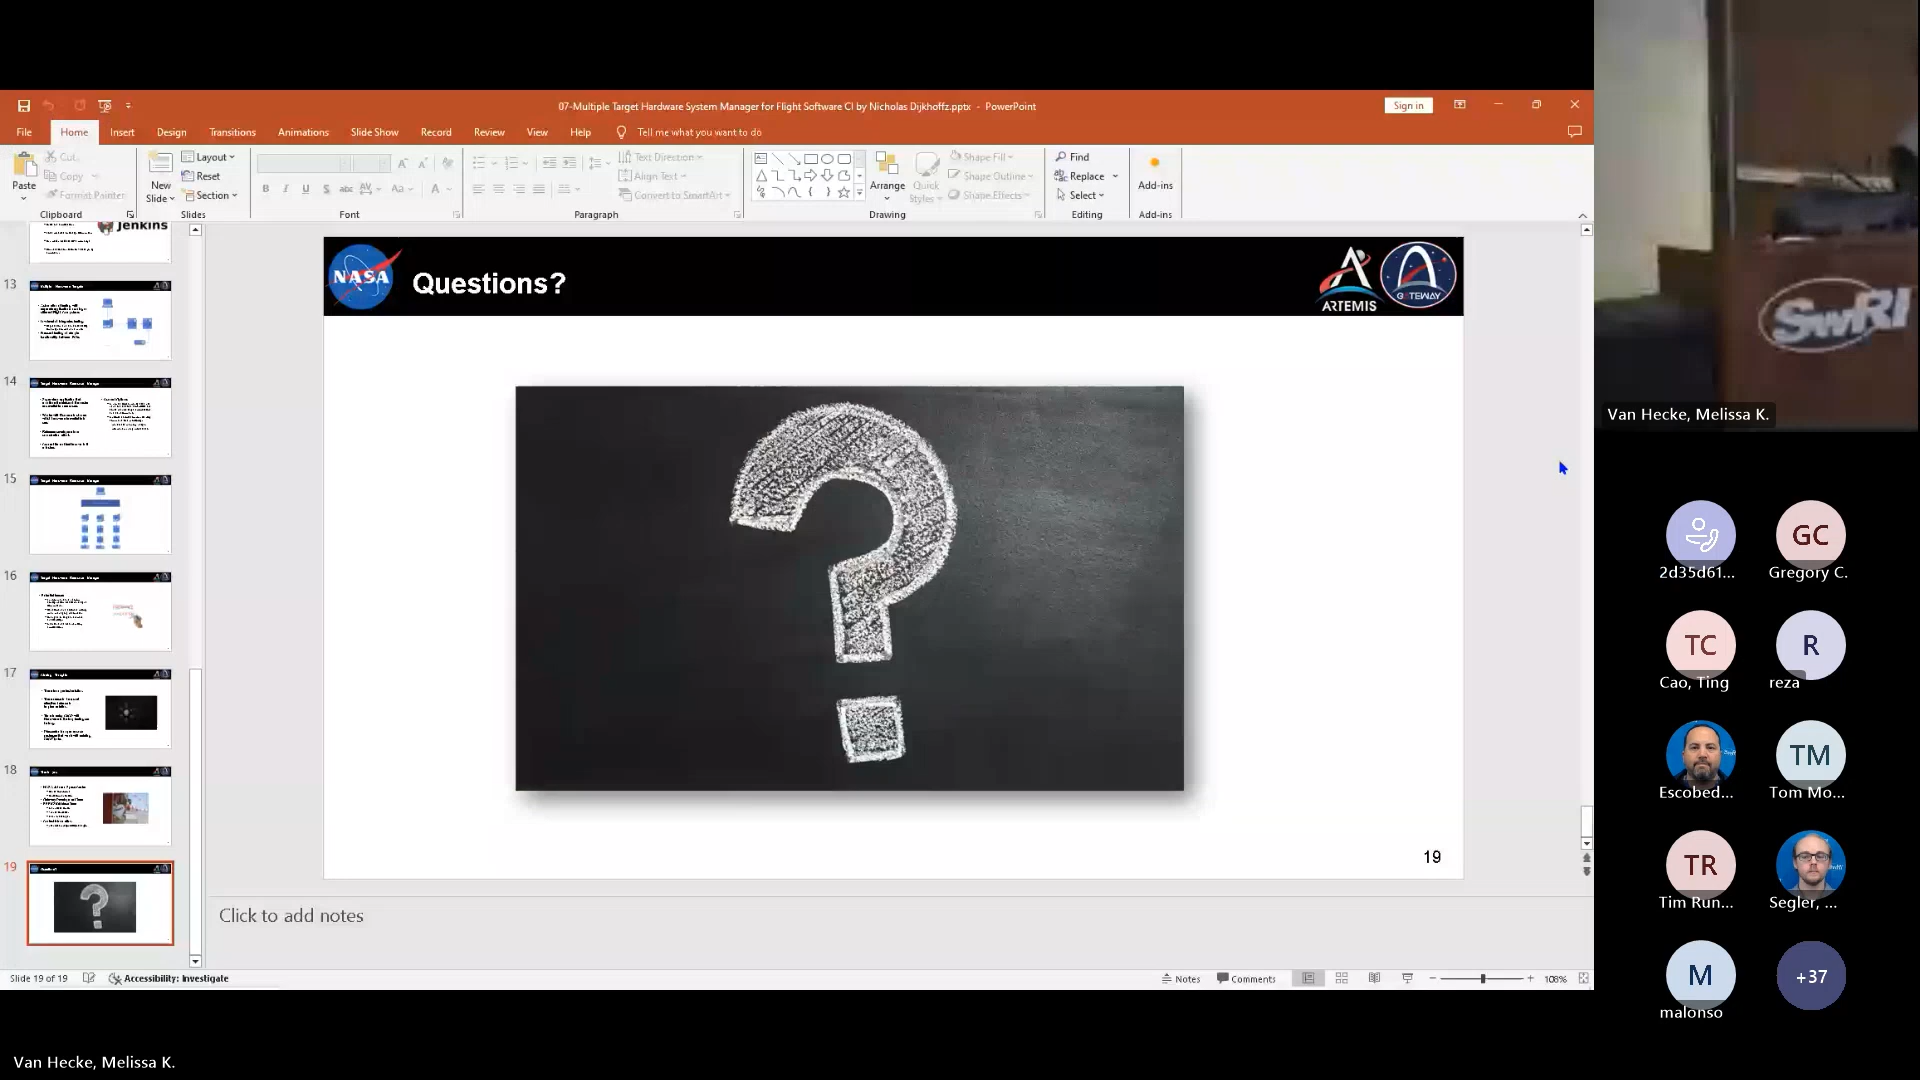 07-Multiple Target Hardware System Manager for Flight Software CI by Nicholas Dijkhoffz.pptx - PowerPoint
Sign in
File Home Insert Design Transitions Animations Slide Show Record Review View Help Tell me what you want to do
Paste
Cut
Copy
Format Painter
Clipboard
New
Slide
Layout
Reset
Section
Slides
Font
Text Direction
Align Text
Convert to SmartArt
Paragraph
Arrange
Quick
Styles
Shape Fill
Shape Outline
Shape Effects
Drawing
Find
Replace
Select
Editing
Add-ins
Add-ins
Jenkins
13
14
15
16
17
18
19
NASA
Questions?
ARTEMIS
GATEWAY
19
Click to add notes
Slide 19 of 19
Accessibility: Investigate
Notes
Comments
108%
SwRI
Van Hecke, Melissa K.
2d35d61...
GC
Gregory C.
TC
Cao, Ting
R
reza
Escobed...
TM
Tom Mo...
TR
Tim Run...
Segler, ...
M
malonso
+37
Van Hecke, Melissa K.